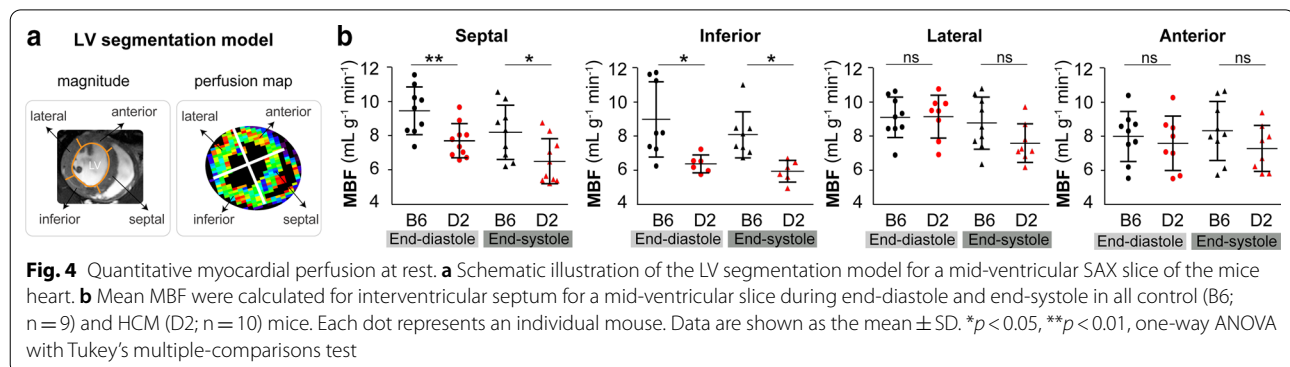 a LV segmentation model
magnitude perfusion map
lateral anterior
LV
inferior septal
lateral anterior
inferior septal
b
Septal
MBF (mL g⁻¹ min⁻¹)
12
10
8
6
4
** *
B6 D2 B6 D2
End-diastole End-systole
Inferior
MBF (mL g⁻¹ min⁻¹)
12
10
8
6
4
* *
B6 D2 B6 D2
End-diastole End-systole
Lateral
MBF (mL g⁻¹ min⁻¹)
12
10
8
6
4
ns ns
B6 D2 B6 D2
End-diastole End-systole
Anterior
MBF (mL g⁻¹ min⁻¹)
12
10
8
6
4
ns ns
B6 D2 B6 D2
End-diastole End-systole
Fig. 4 Quantitative myocardial perfusion at rest. a Schematic illustration of the LV segmentation model for a mid-ventricular SAX slice of the mice
heart. b Mean MBF were calculated for interventricular septum for a mid-ventricular slice during end-diastole and end-systole in all control (B6;
n = 9) and HCM (D2; n = 10) mice. Each dot represents an individual mouse. Data are shown as the mean ± SD. *p < 0.05, **p < 0.01, one-way ANOVA
with Tukey's multiple-comparisons test